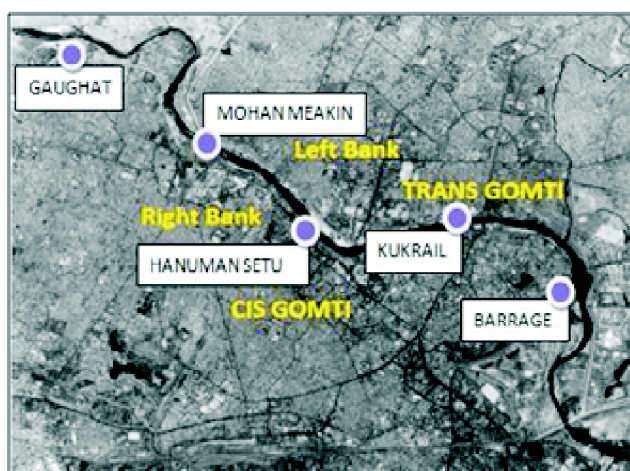 GAUGHAT
MOHAN MEAKIN
Left Bank
TRANS GOMTI
Right Bank
HANUMAN SETU
KUKRAIL
CIS GOMTI
BARRAGE